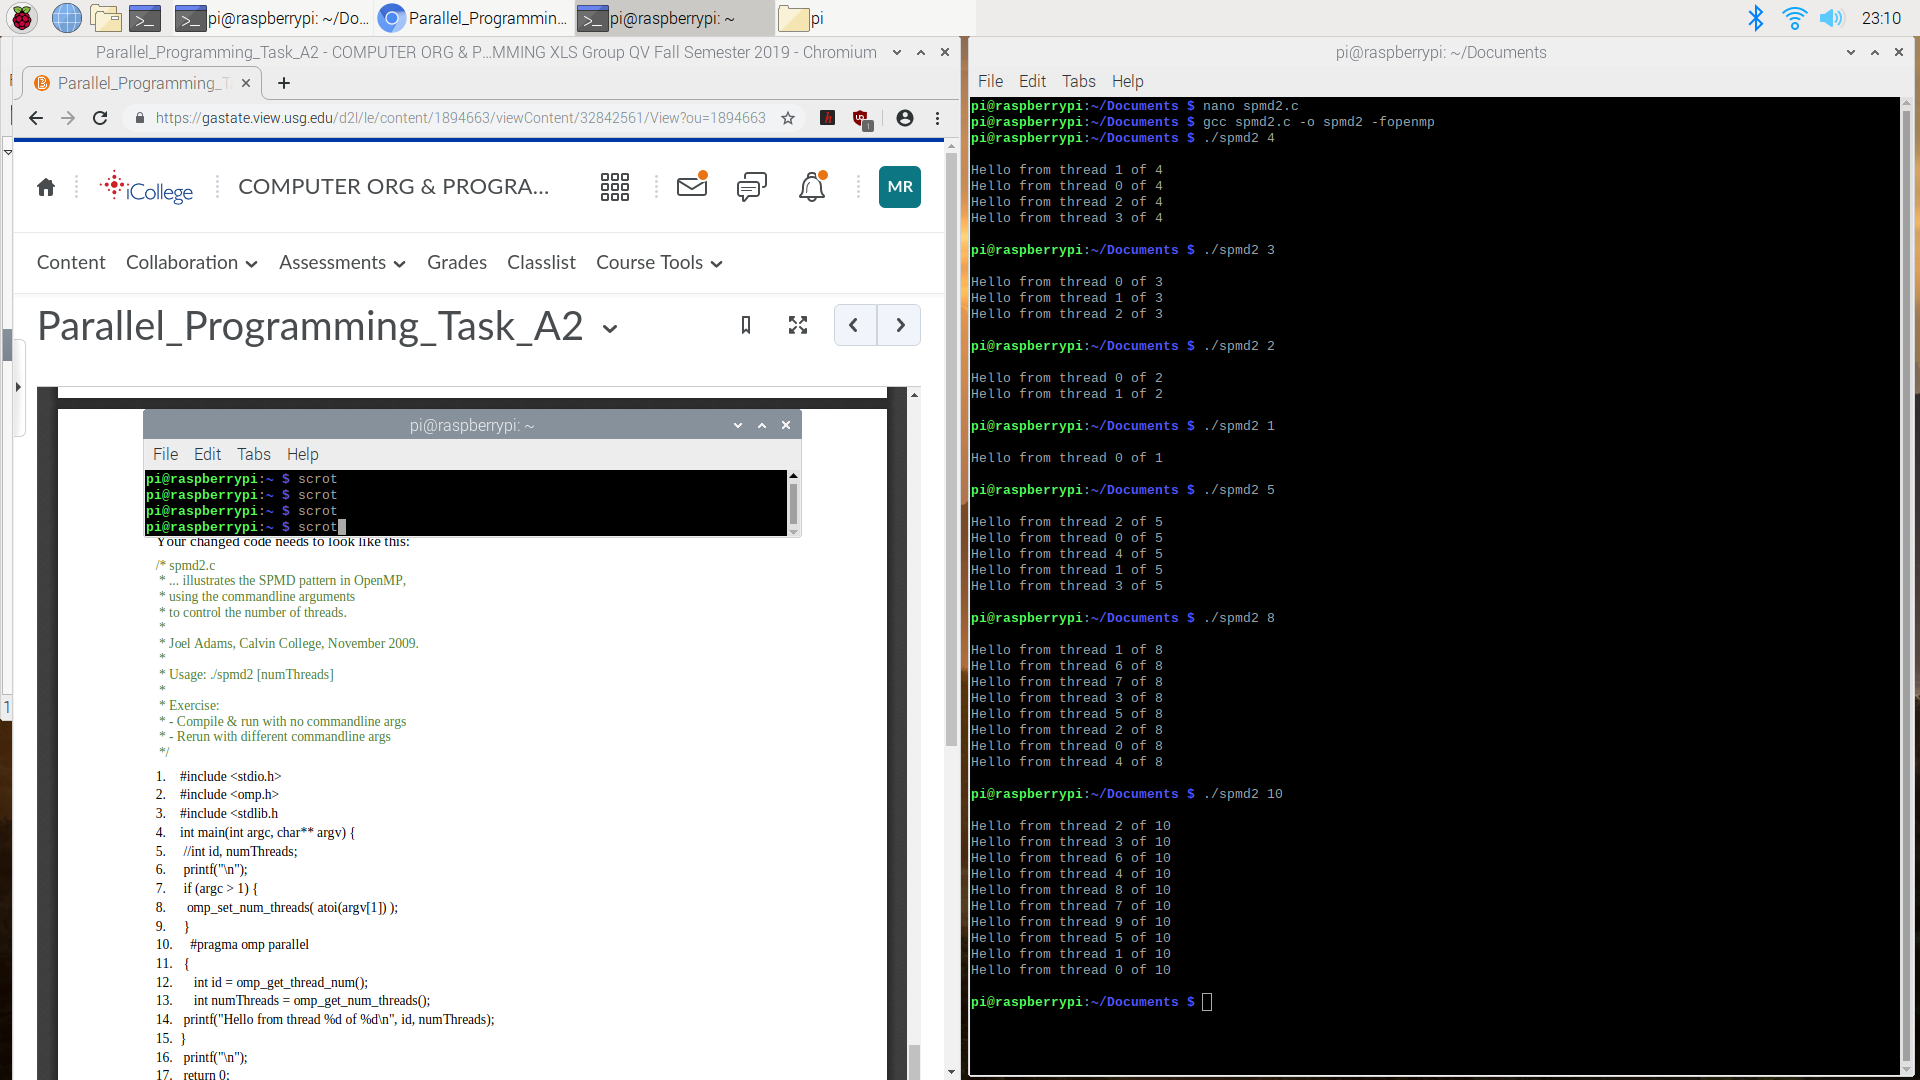 pi@raspberrypi: ~/Do...
Parallel_Programmin...
pi@raspberrypi: ~
pi
23:10
Parallel_Programming_Task_A2 - COMPUTER ORG & P...MMING XLS Group QV Fall Semester 2019 - Chromium
Parallel_Programming_T
https://gastate.view.usg.edu/d2l/le/content/1894663/viewContent/32842561/View?ou=1894663
1
iCollege
COMPUTER ORG & PROGRA...
MR
Content Collaboration Assessments Grades Classlist Course Tools
Parallel_Programming_Task_A2
pi@raspberrypi: ~
File Edit Tabs Help
pi@raspberrypi:~ $ scrot
pi@raspberrypi:~ $ scrot
pi@raspberrypi:~ $ scrot
pi@raspberrypi:~ $ scrot
Your changed code needs to look like this:
/* spmd2.c
* ... illustrates the SPMD pattern in OpenMP,
* using the commandline arguments
* to control the number of threads.
*
* Joel Adams, Calvin College, November 2009.
*
* Usage: ./spmd2 [numThreads]
*
* Exercise:
* - Compile & run with no commandline args
* - Rerun with different commandline args
*/
1. #include <stdio.h>
2. #include <omp.h>
3. #include <stdlib.h
4. int main(int argc, char** argv) {
5. //int id, numThreads;
6. printf("\n");
7. if (argc > 1) {
8. omp_set_num_threads( atoi(argv[1]) );
9. }
10. #pragma omp parallel
11. {
12. int id = omp_get_thread_num();
13. int numThreads = omp_get_num_threads();
14. printf("Hello from thread %d of %d\n", id, numThreads);
15. }
16. printf("\n");
17. return 0;
1
pi@raspberrypi: ~/Documents
File Edit Tabs Help
pi@raspberrypi:~/Documents $ nano spmd2.c
pi@raspberrypi:~/Documents $ gcc spmd2.c -o spmd2 -fopenmp
pi@raspberrypi:~/Documents $ ./spmd2 4
Hello from thread 1 of 4
Hello from thread 0 of 4
Hello from thread 2 of 4
Hello from thread 3 of 4
pi@raspberrypi:~/Documents $ ./spmd2 3
Hello from thread 0 of 3
Hello from thread 1 of 3
Hello from thread 2 of 3
pi@raspberrypi:~/Documents $ ./spmd2 2
Hello from thread 0 of 2
Hello from thread 1 of 2
pi@raspberrypi:~/Documents $ ./spmd2 1
Hello from thread 0 of 1
pi@raspberrypi:~/Documents $ ./spmd2 5
Hello from thread 2 of 5
Hello from thread 0 of 5
Hello from thread 4 of 5
Hello from thread 1 of 5
Hello from thread 3 of 5
pi@raspberrypi:~/Documents $ ./spmd2 8
Hello from thread 1 of 8
Hello from thread 6 of 8
Hello from thread 7 of 8
Hello from thread 3 of 8
Hello from thread 5 of 8
Hello from thread 2 of 8
Hello from thread 0 of 8
Hello from thread 4 of 8
pi@raspberrypi:~/Documents $ ./spmd2 10
Hello from thread 2 of 10
Hello from thread 3 of 10
Hello from thread 6 of 10
Hello from thread 4 of 10
Hello from thread 8 of 10
Hello from thread 7 of 10
Hello from thread 9 of 10
Hello from thread 5 of 10
Hello from thread 1 of 10
Hello from thread 0 of 10
pi@raspberrypi:~/Documents $